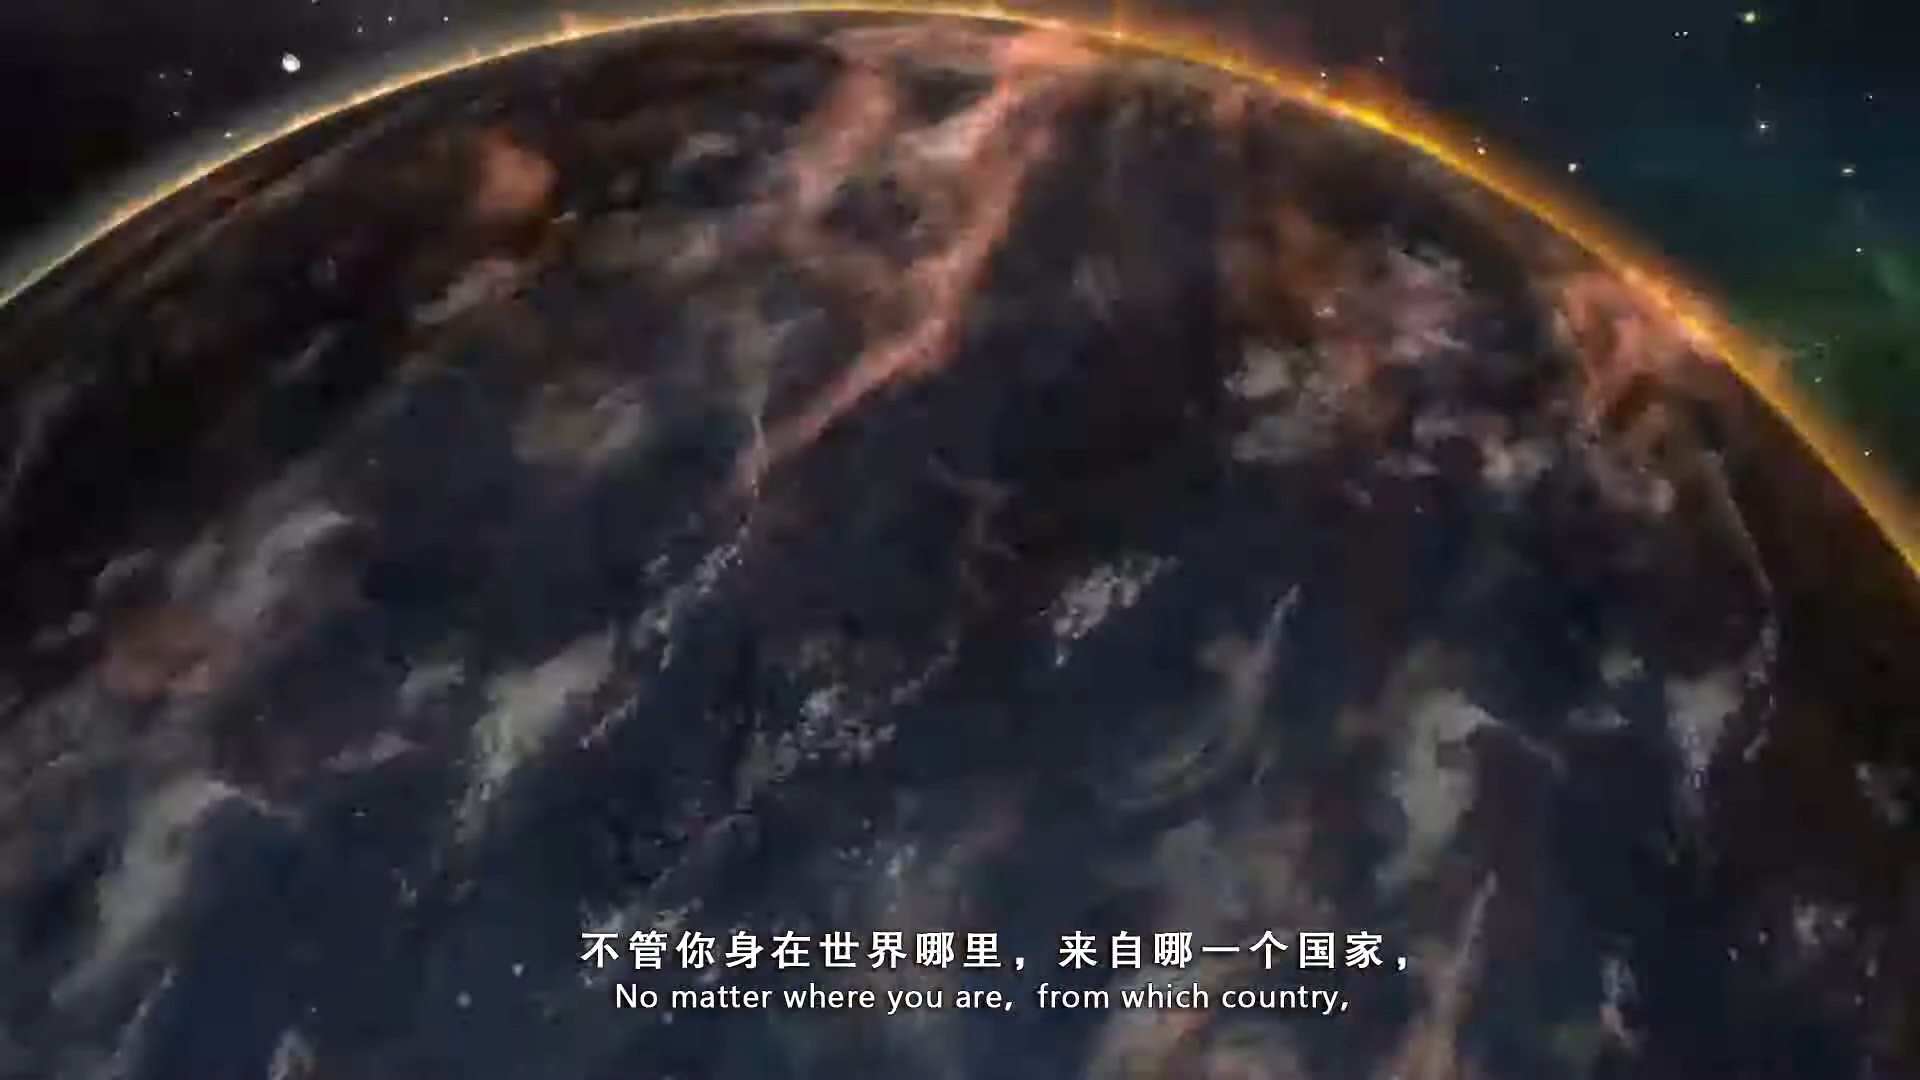 不管你身在世界哪里，来自哪一个国家，
No matter where you are, from which country,